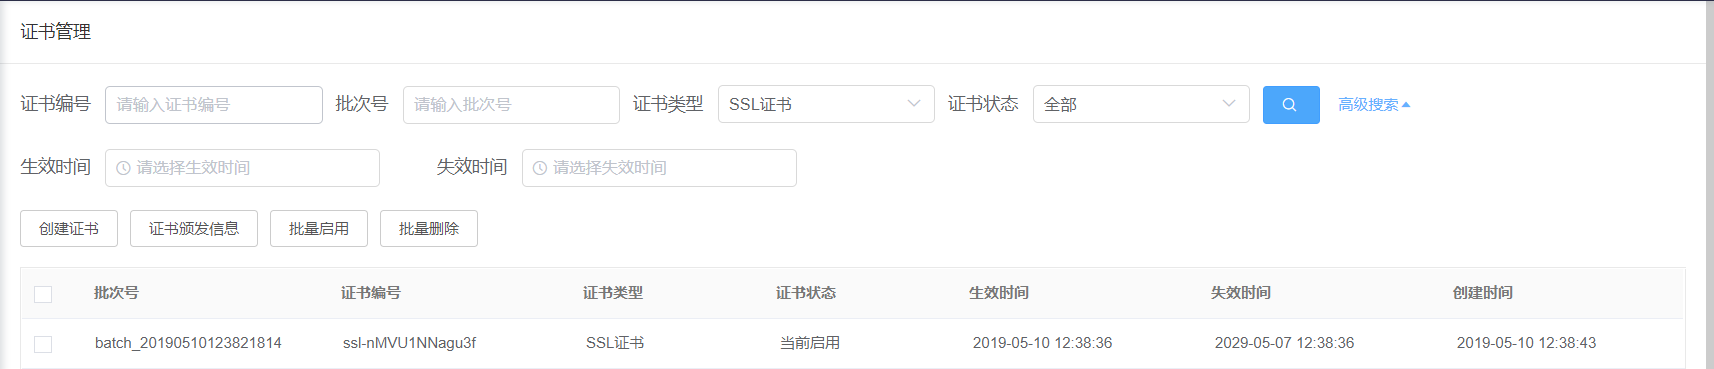 证书管理
证书编号 请输入证书编号 批次号 请输入批次号 证书类型 SSL证书 证书状态 全部 高级搜索
生效时间 请选择生效时间 失效时间 请选择失效时间
创建证书 证书颁发信息 批量启用 批量删除
批次号 证书编号 证书类型 证书状态 生效时间 失效时间 创建时间
batch_20190510123821814 ssl-nMVU1NNagu3f SSL证书 当前启用 2019-05-10 12:38:36 2029-05-07 12:38:36 2019-05-10 12:38:43